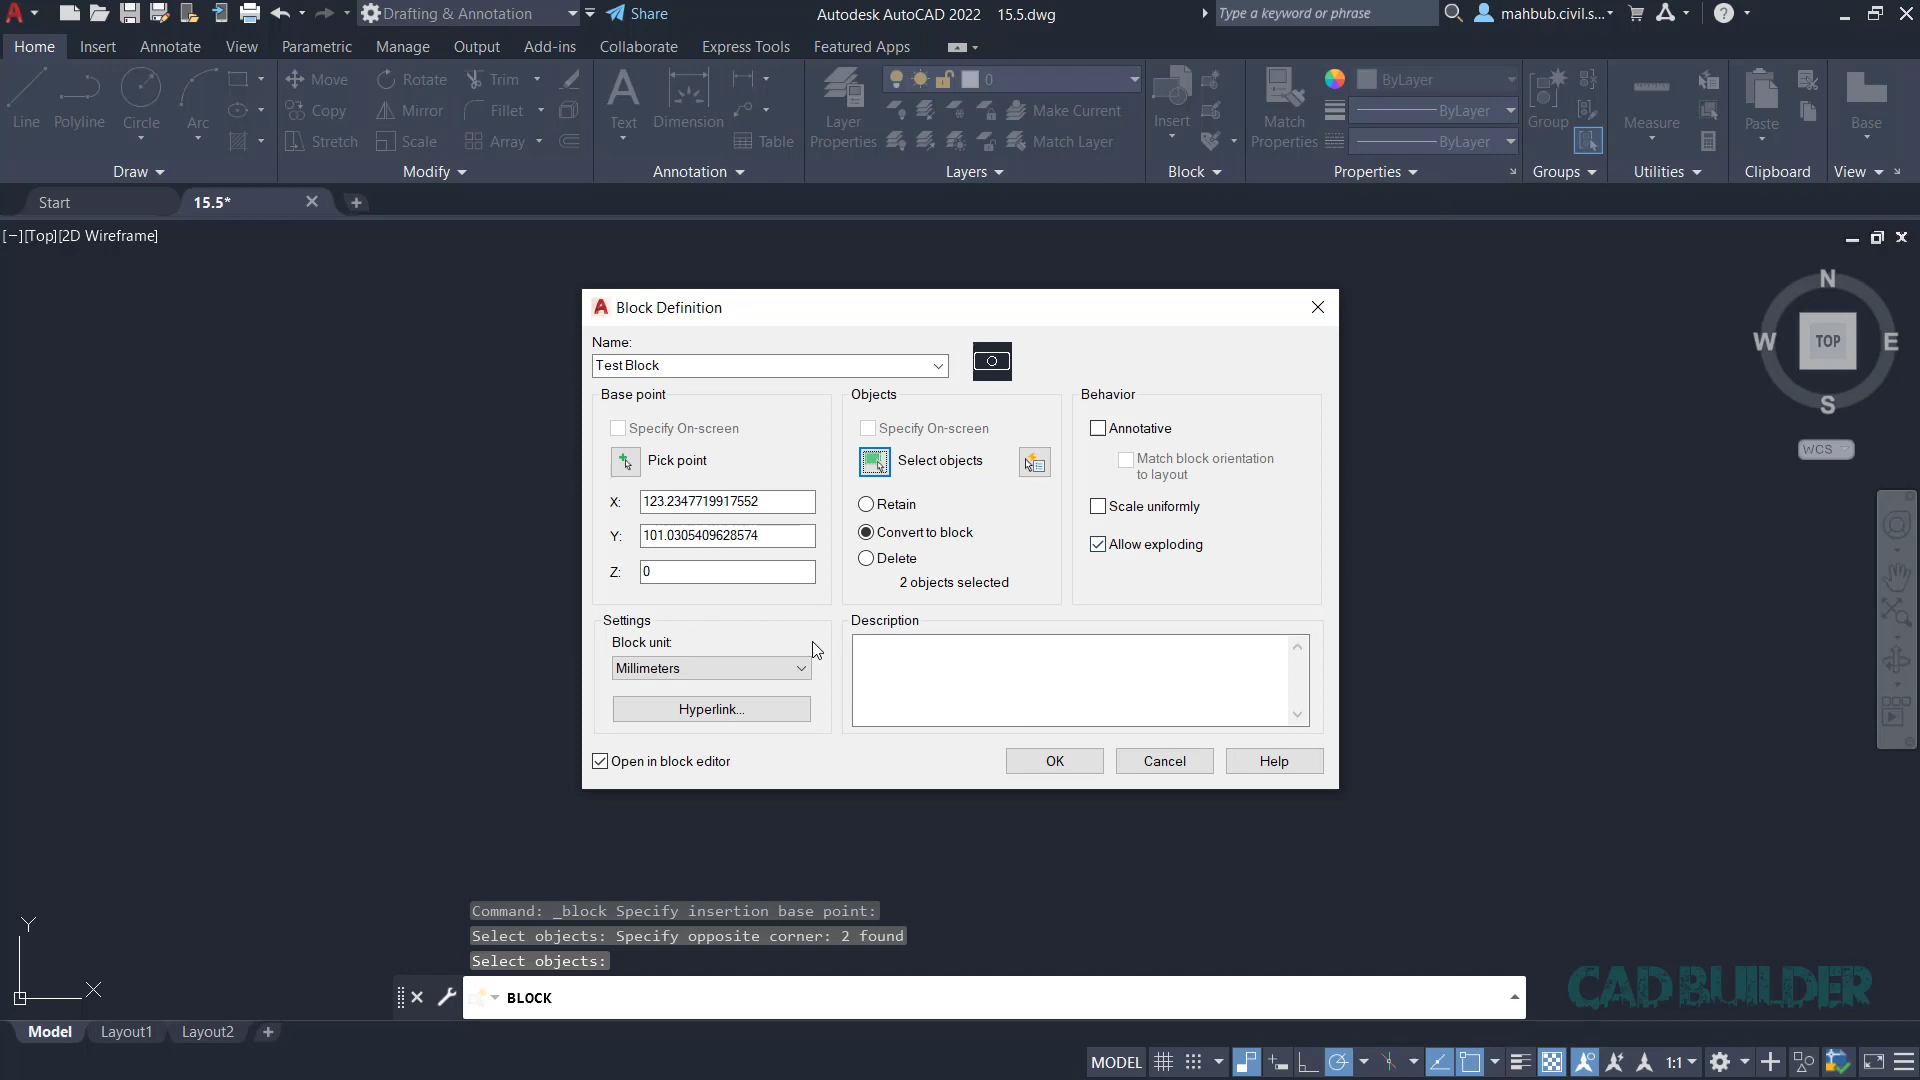 Drafting & Annotation
Share
Autodesk AutoCAD 2022 15.5.dwg
Type a keyword or phrase
mahbub.civil.s...
Home Insert Annotate View Parametric Manage Output Add-ins Collaborate Express Tools Featured Apps
Line Polyline Circle Arc
Move Rotate Trim
Copy Mirror Fillet
Stretch Scale Array
Text Dimension Table
Layer Properties
0
Make Current
Match Layer
Insert
Match Properties
ByLayer
ByLayer
ByLayer
Group
Measure
Paste
Base
Draw Modify Annotation Layers Block Properties Groups Utilities Clipboard View
Start 15.5*
[−][Top][2D Wireframe]
N
W TOP E
S
WCS
Block Definition
Name:
Test Block
Base point
Specify On-screen
Pick point
X: 123.2347719917552
Y: 101.0305409628574
Z: 0
Objects
Specify On-screen
Select objects
Retain
Convert to block
Delete
2 objects selected
Behavior
Annotative
Match block orientation
to layout
Scale uniformly
Allow exploding
Settings
Block unit:
Millimeters
Hyperlink...
Description
Open in block editor
OK Cancel Help
Command: _block Specify insertion base point:
Select objects: Specify opposite corner: 2 found
Select objects:
BLOCK
Y
X
CAD BUILDER
Model Layout1 Layout2
MODEL
1:1